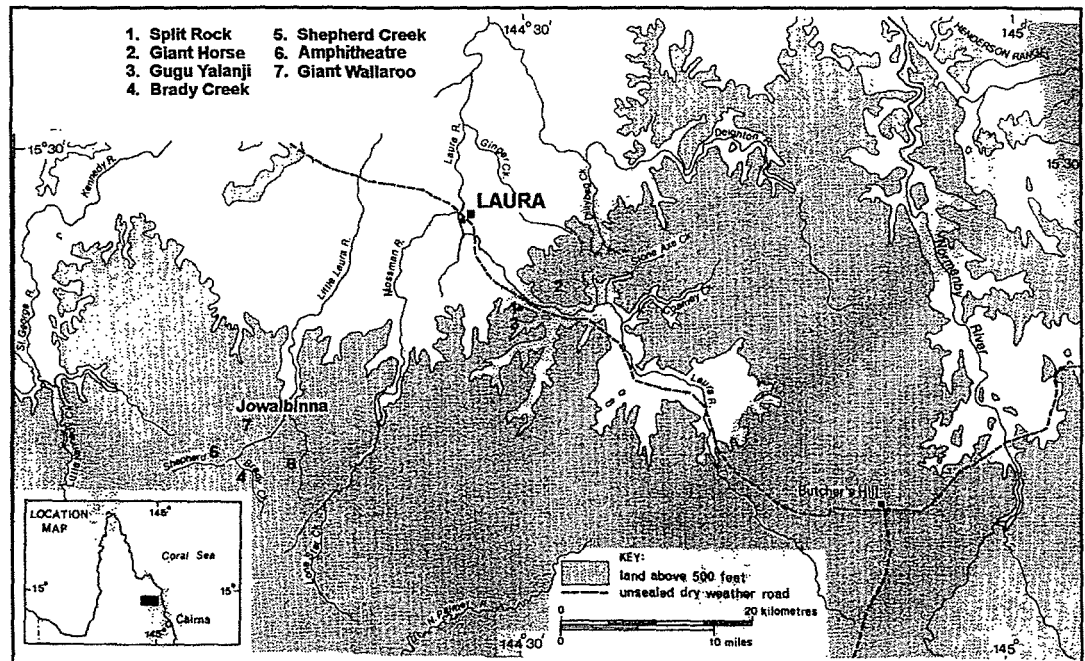 1. Split Rock
2. Giant Horse
3. Gugu Yalanji
4. Brady Creek
5. Shepherd Creek
6. Amphitheatre
7. Giant Wallaroo
144° 30'
145°
HENDERSON RANGE
15° 30'
15° 30'
Kennedy R.
Laura R.
Ginger Ck.
Deighton
LAURA
Little Laura R.
Mossman R.
Stone Axe Ck.
St. George R.
Normanby
River
Laura R.
Jowalbinna
7
6
Shepherd
4
Butcher's Hill
LOCATION
MAP
145°
Coral Sea
15°
15°
Cairns
145°
KEY:
land above 500 feet
unsealed dry weather road
0
20 kilometres
0
10 miles
Palmer R.
144° 30'
145°